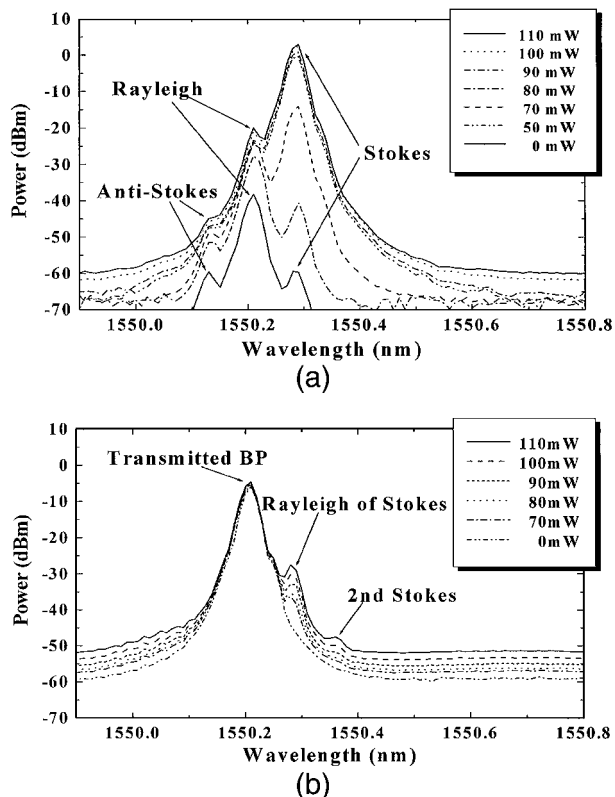 110 mW
100 mW
90 mW
80 mW
70 mW
50 mW
0 mW
Rayleigh
Stokes
Anti-Stokes
Power (dBm)
10
0
-10
-20
-30
-40
-50
-60
-70
1550.0 1550.2 1550.4 1550.6 1550.8
Wavelength (nm)
(a)
110mW
100mW
90mW
80mW
70mW
0mW
Transmitted BP
Rayleigh of Stokes
2nd Stokes
Power (dBm)
10
0
-10
-20
-30
-40
-50
-60
-70
1550.0 1550.2 1550.4 1550.6 1550.8
Wavelength (nm)
(b)